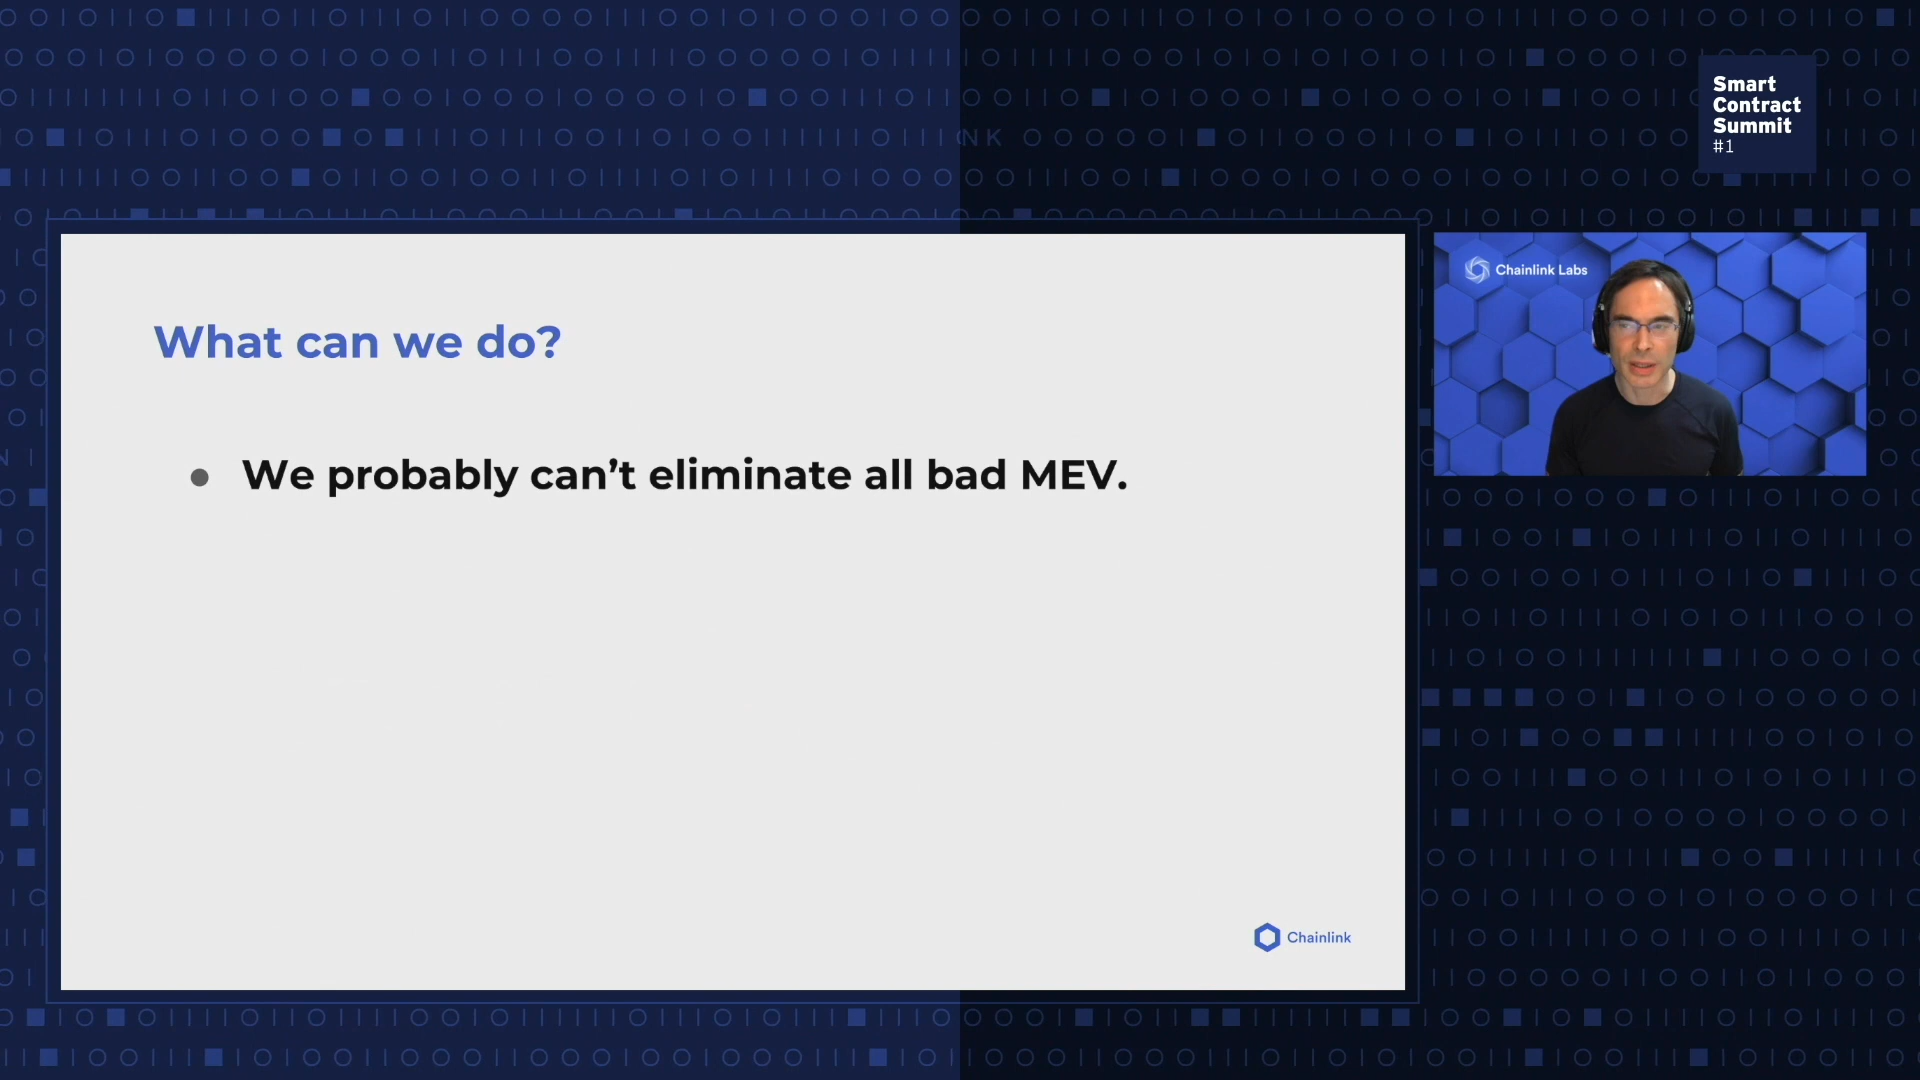 Smart
Contract
Summit
#1
Chainlink Labs
What can we do?
● We probably can’t eliminate all bad MEV.
Chainlink